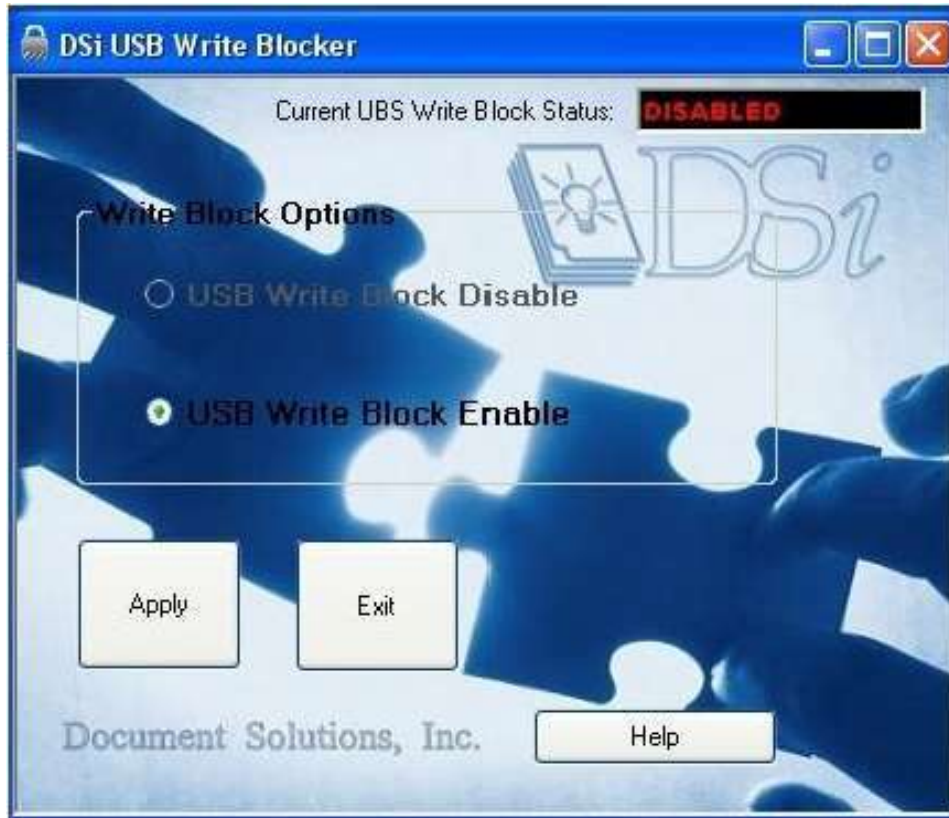 DSi USB Write Blocker
Current UBS Write Block Status: DISABLED
DSi
Write Block Options
USB Write Block Disable
USB Write Block Enable
Apply Exit
Document Solutions, Inc. Help